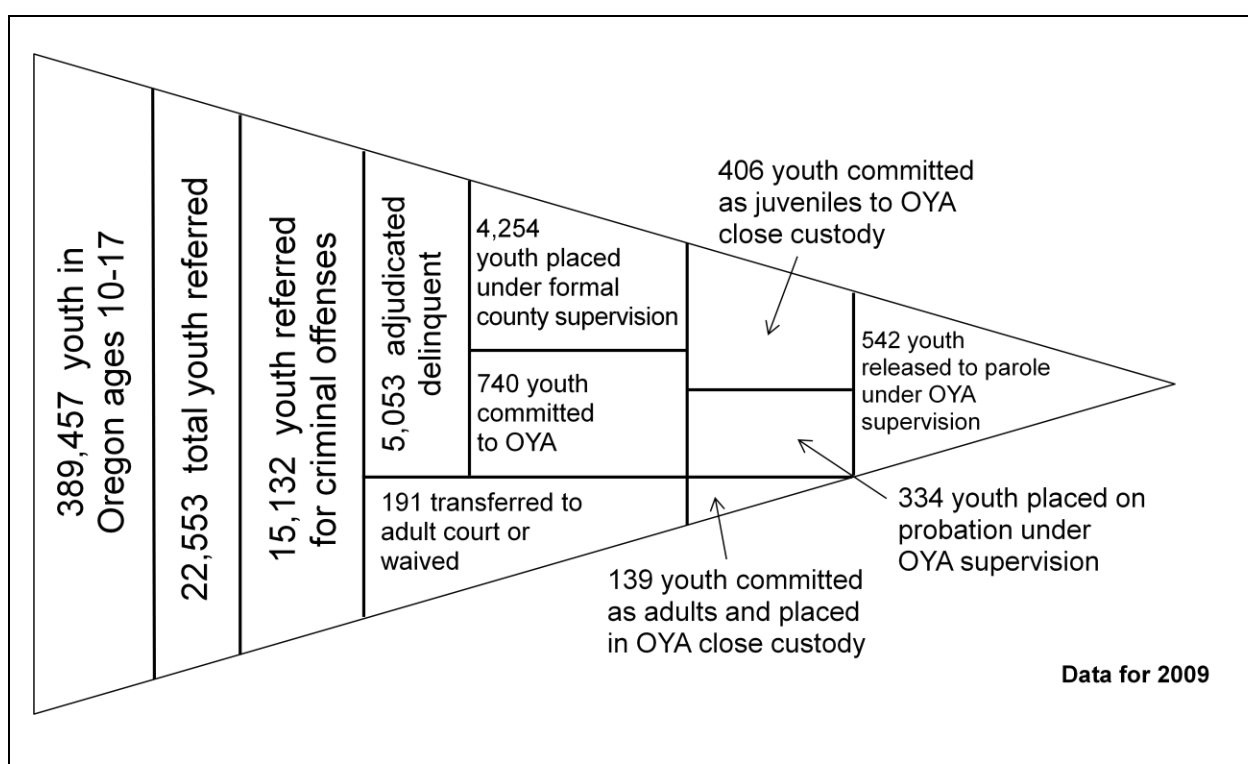 389,457 youth in
Oregon ages 10-17
22,553 total youth referred
15,132 youth referred
for criminal offenses
5,053 adjudicated
delinquent
4,254
youth placed
under formal
county supervision
740 youth
committed
to OYA
191 transferred to
adult court or
waived
406 youth committed
as juveniles to OYA
close custody
542 youth
released to parole
under OYA
supervision
334 youth placed on
probation under
OYA supervision
139 youth committed
as adults and placed
in OYA close custody
Data for 2009